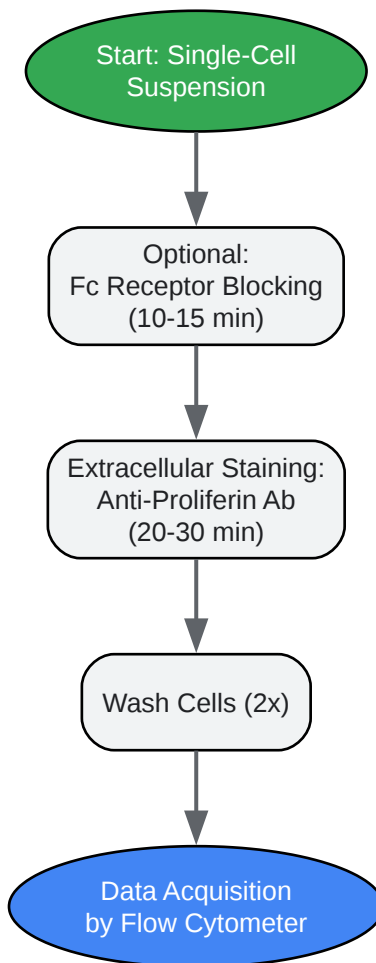 Start: Single-Cell
Suspension
Optional:
Fc Receptor Blocking
(10-15 min)
Extracellular Staining:
Anti-Proliferin Ab
(20-30 min)
Wash Cells (2x)
Data Acquisition
by Flow Cytometer